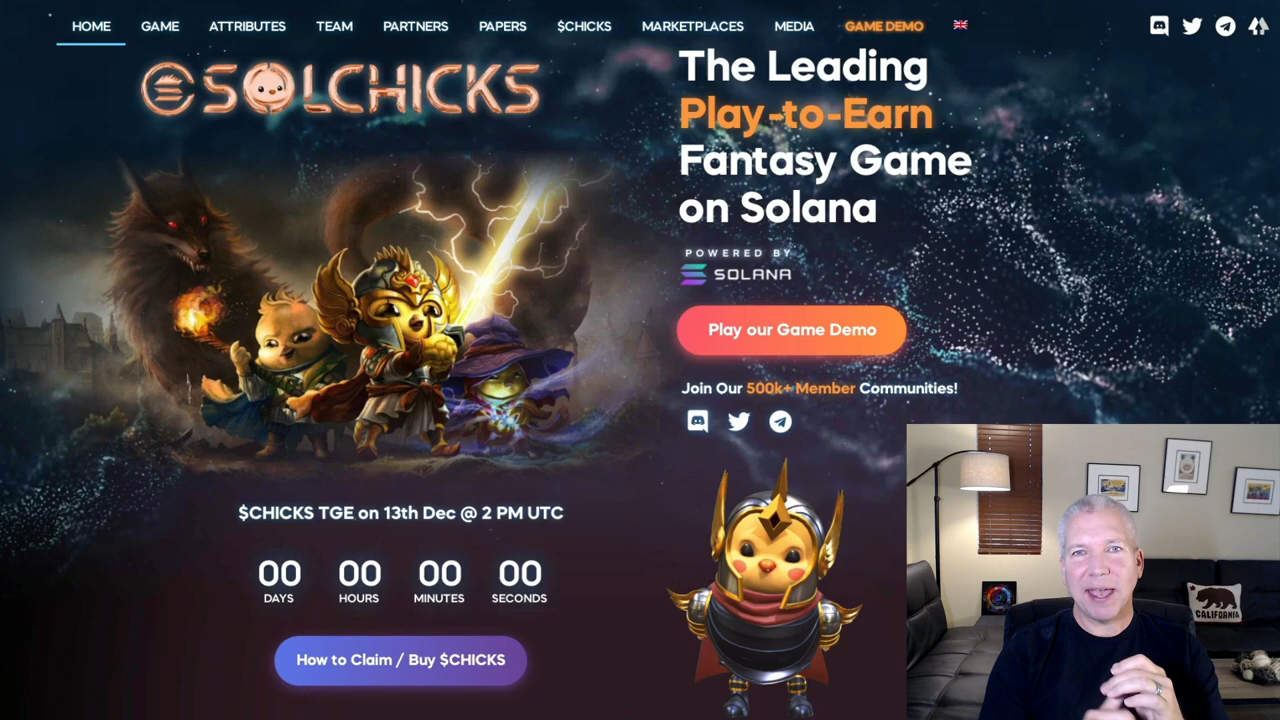 HOME GAME ATTRIBUTES TEAM PARTNERS PAPERS $CHICKS MARKETPLACES MEDIA GAME DEMO
SOLCHICKS
The Leading
Play-to-Earn
Fantasy Game
on Solana
POWERED BY
SOLANA
Play our Game Demo
Join Our 500k+ Member Communities!
$CHICKS TGE on 13th Dec @ 2 PM UTC
00 00 00 00
DAYS HOURS MINUTES SECONDS
How to Claim / Buy $CHICKS
CALIFORNIA